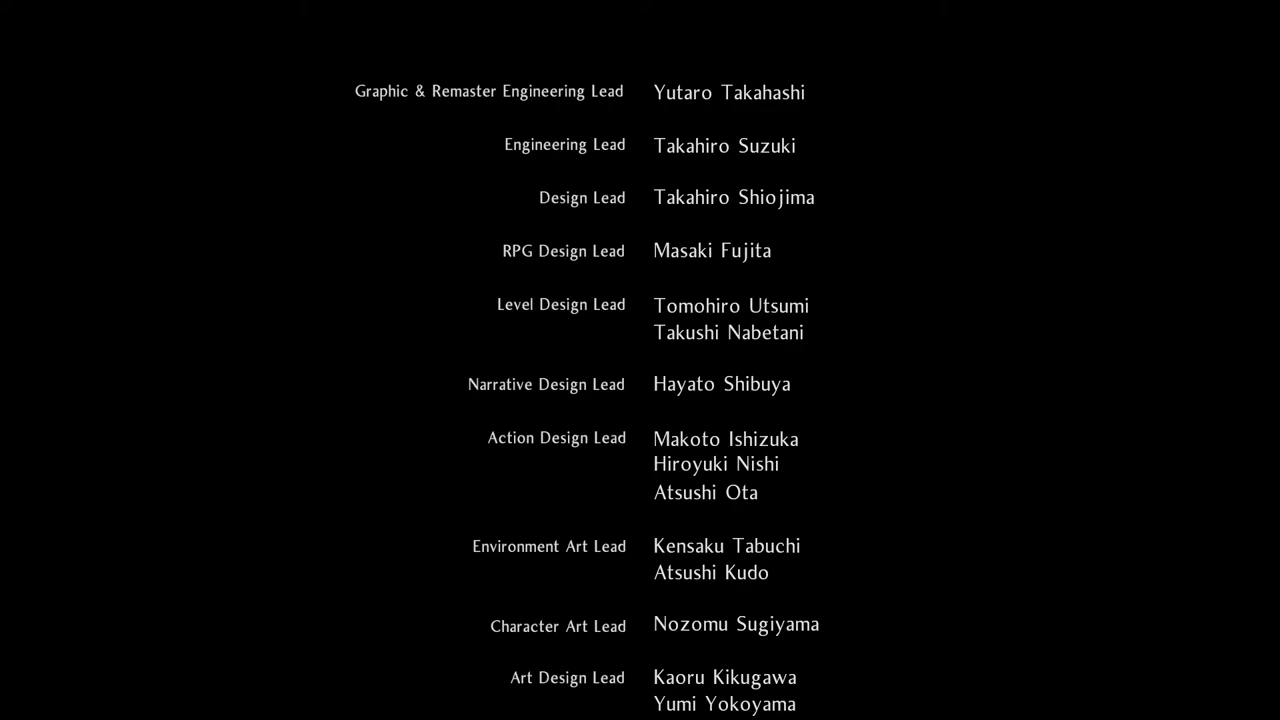 Graphic & Remaster Engineering Lead Yutaro Takahashi
Engineering Lead Takahiro Suzuki
Design Lead Takahiro Shiojima
RPG Design Lead Masaki Fujita
Level Design Lead Tomohiro Utsumi
Takushi Nabetani
Narrative Design Lead Hayato Shibuya
Action Design Lead Makoto Ishizuka
Hiroyuki Nishi
Atsushi Ota
Environment Art Lead Kensaku Tabuchi
Atsushi Kudo
Character Art Lead Nozomu Sugiyama
Art Design Lead Kaoru Kikugawa
Yumi Yokoyama